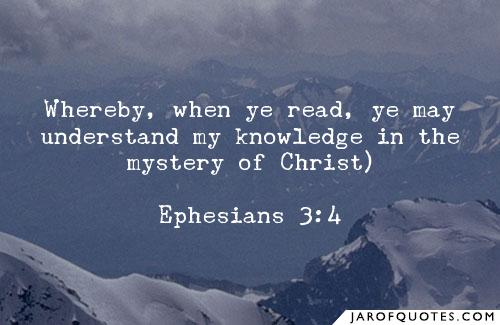 Whereby, when ye read, ye may
understand my knowledge in the
mystery of Christ)
Ephesians 3:4
JAROFQUOTES.COM